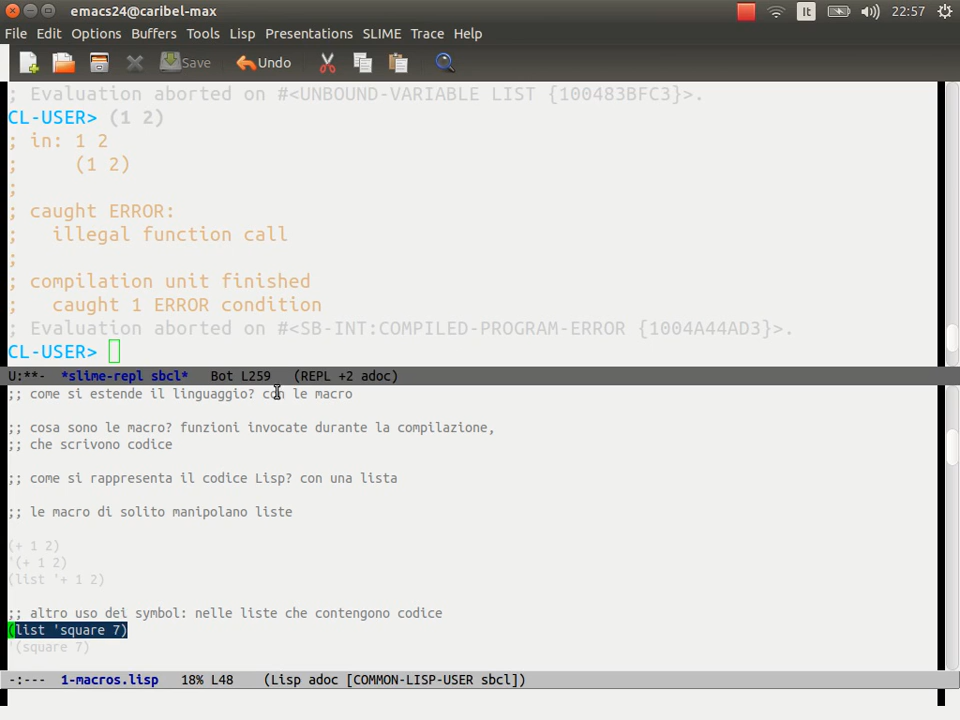 emacs24@caribel-max
It
22:57
File Edit Options Buffers Tools Lisp Presentations SLIME Trace Help
Save Undo
; Evaluation aborted on #<UNBOUND-VARIABLE LIST {100483BFC3}>.
CL-USER> (1 2)
; in: 1 2
;     (1 2)
;
; caught ERROR:
;   illegal function call
;
; compilation unit finished
;   caught 1 ERROR condition
; Evaluation aborted on #<SB-INT:COMPILED-PROGRAM-ERROR {1004A44AD3}>.
CL-USER>
U:**-  *slime-repl sbcl*   Bot L259   (REPL +2 adoc)
;; come si estende il linguaggio? con le macro
;; cosa sono le macro? funzioni invocate durante la compilazione,
;; che scrivono codice
;; come si rappresenta il codice Lisp? con una lista
;; le macro di solito manipolano liste
(+ 1 2)
'(+ 1 2)
(list '+ 1 2)
;; altro uso dei symbol: nelle liste che contengono codice
(list 'square 7)
'(square 7)
-:---  1-macros.lisp   18% L48   (Lisp adoc [COMMON-LISP-USER sbcl])